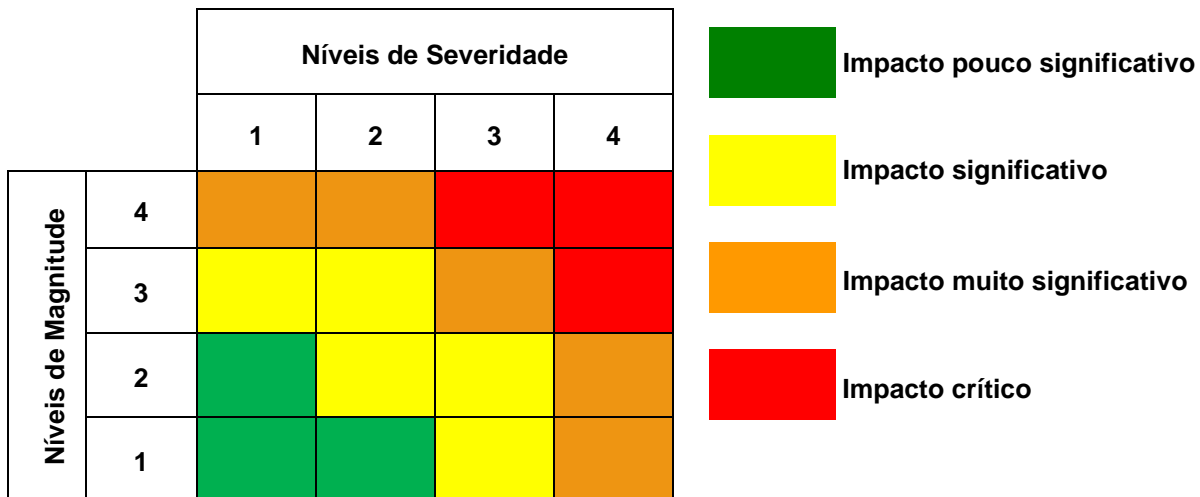 Níveis de Severidade
1 2 3 4
Níveis de Magnitude
4
3
2
1
Impacto pouco significativo
Impacto significativo
Impacto muito significativo
Impacto crítico